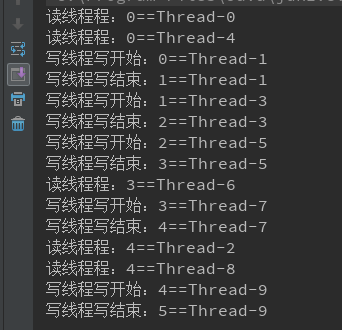 读线程程：0==Thread-0
读线程程：0==Thread-4
写线程写开始：0==Thread-1
写线程写结束：1==Thread-1
写线程写开始：1==Thread-3
写线程写结束：2==Thread-3
写线程写开始：2==Thread-5
写线程写结束：3==Thread-5
读线程程：3==Thread-6
写线程写开始：3==Thread-7
写线程写结束：4==Thread-7
读线程程：4==Thread-2
读线程程：4==Thread-8
写线程写开始：4==Thread-9
写线程写结束：5==Thread-9